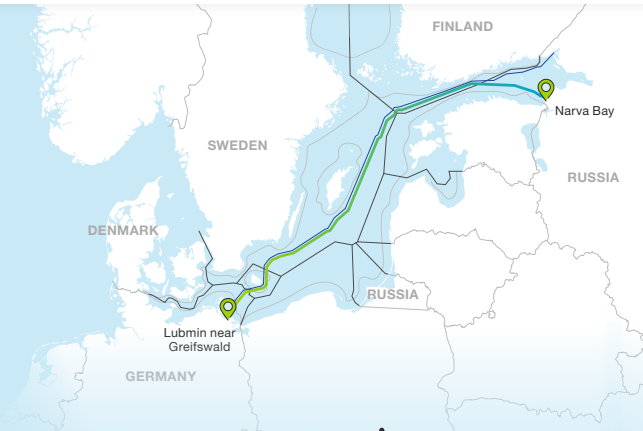 FINLAND
Narva Bay
SWEDEN
RUSSIA
DENMARK
RUSSIA
Lubmin near
Greifswald
GERMANY